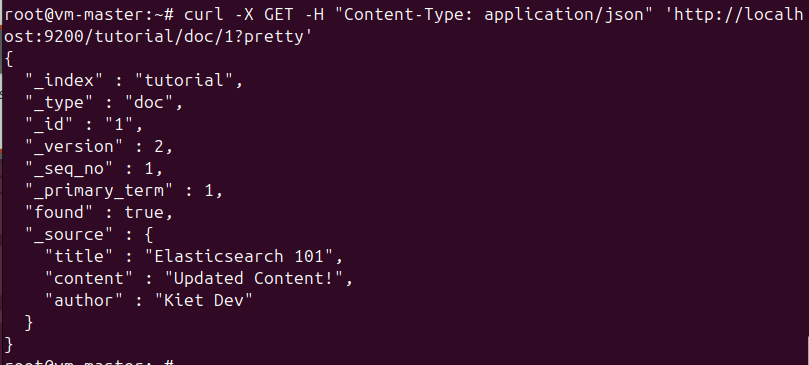 root@vm-master:~# curl -X GET -H "Content-Type: application/json" 'http://localh
ost:9200/tutorial/doc/1?pretty'
{
  "_index" : "tutorial",
  "_type" : "doc",
  "_id" : "1",
  "_version" : 2,
  "_seq_no" : 1,
  "_primary_term" : 1,
  "found" : true,
  "_source" : {
    "title" : "Elasticsearch 101",
    "content" : "Updated Content!",
    "author" : "Kiet Dev"
  }
}
root@vm-master:~#